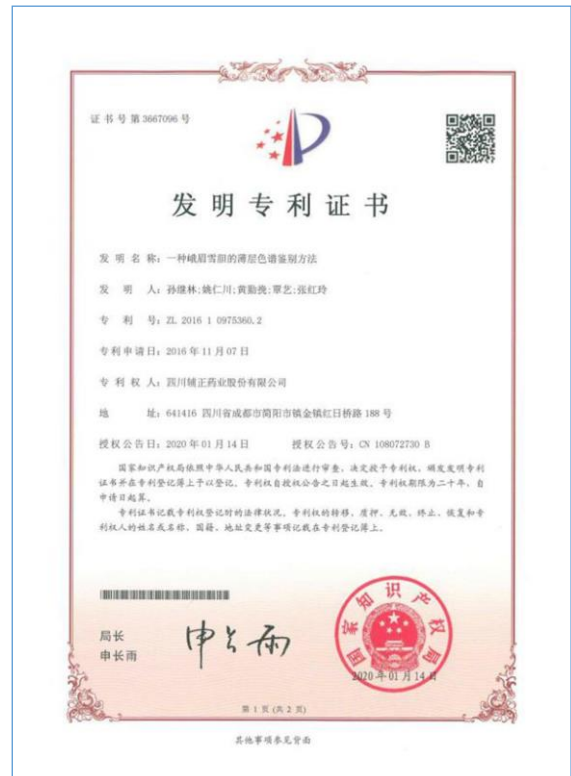 证书号第3667096号
发明专利证书
发明名称：一种峨眉雪胆的薄层色谱鉴别方法
发明人：孙继林;姚仁川;黄勤挽;覃艺;张红玲
专利号：ZL 2016 1 0975360.2
专利申请日：2016年11月07日
专利权人：四川辅正药业股份有限公司
地址：641416 四川省成都市简阳市镇金镇红日桥路188号
授权公告日：2020年01月14日 授权公告号：CN 108072730 B
国家知识产权局依照中华人民共和国专利法进行审查，决定授予专利权，颁发发明专利
证书并在专利登记簿上予以登记。专利权自授权公告之日起生效。专利权期限为二十年，自
申请日起算。
专利证书记载专利权登记时的法律状况。专利权的转移、质押、无效、终止、恢复和专
利权人的姓名或名称、国籍、地址变更等事项记载在专利登记簿上。
局长
申长雨
申长雨
国家知识产权局
2020年01月14日
第 1 页 (共 2 页)
其他事项参见背面